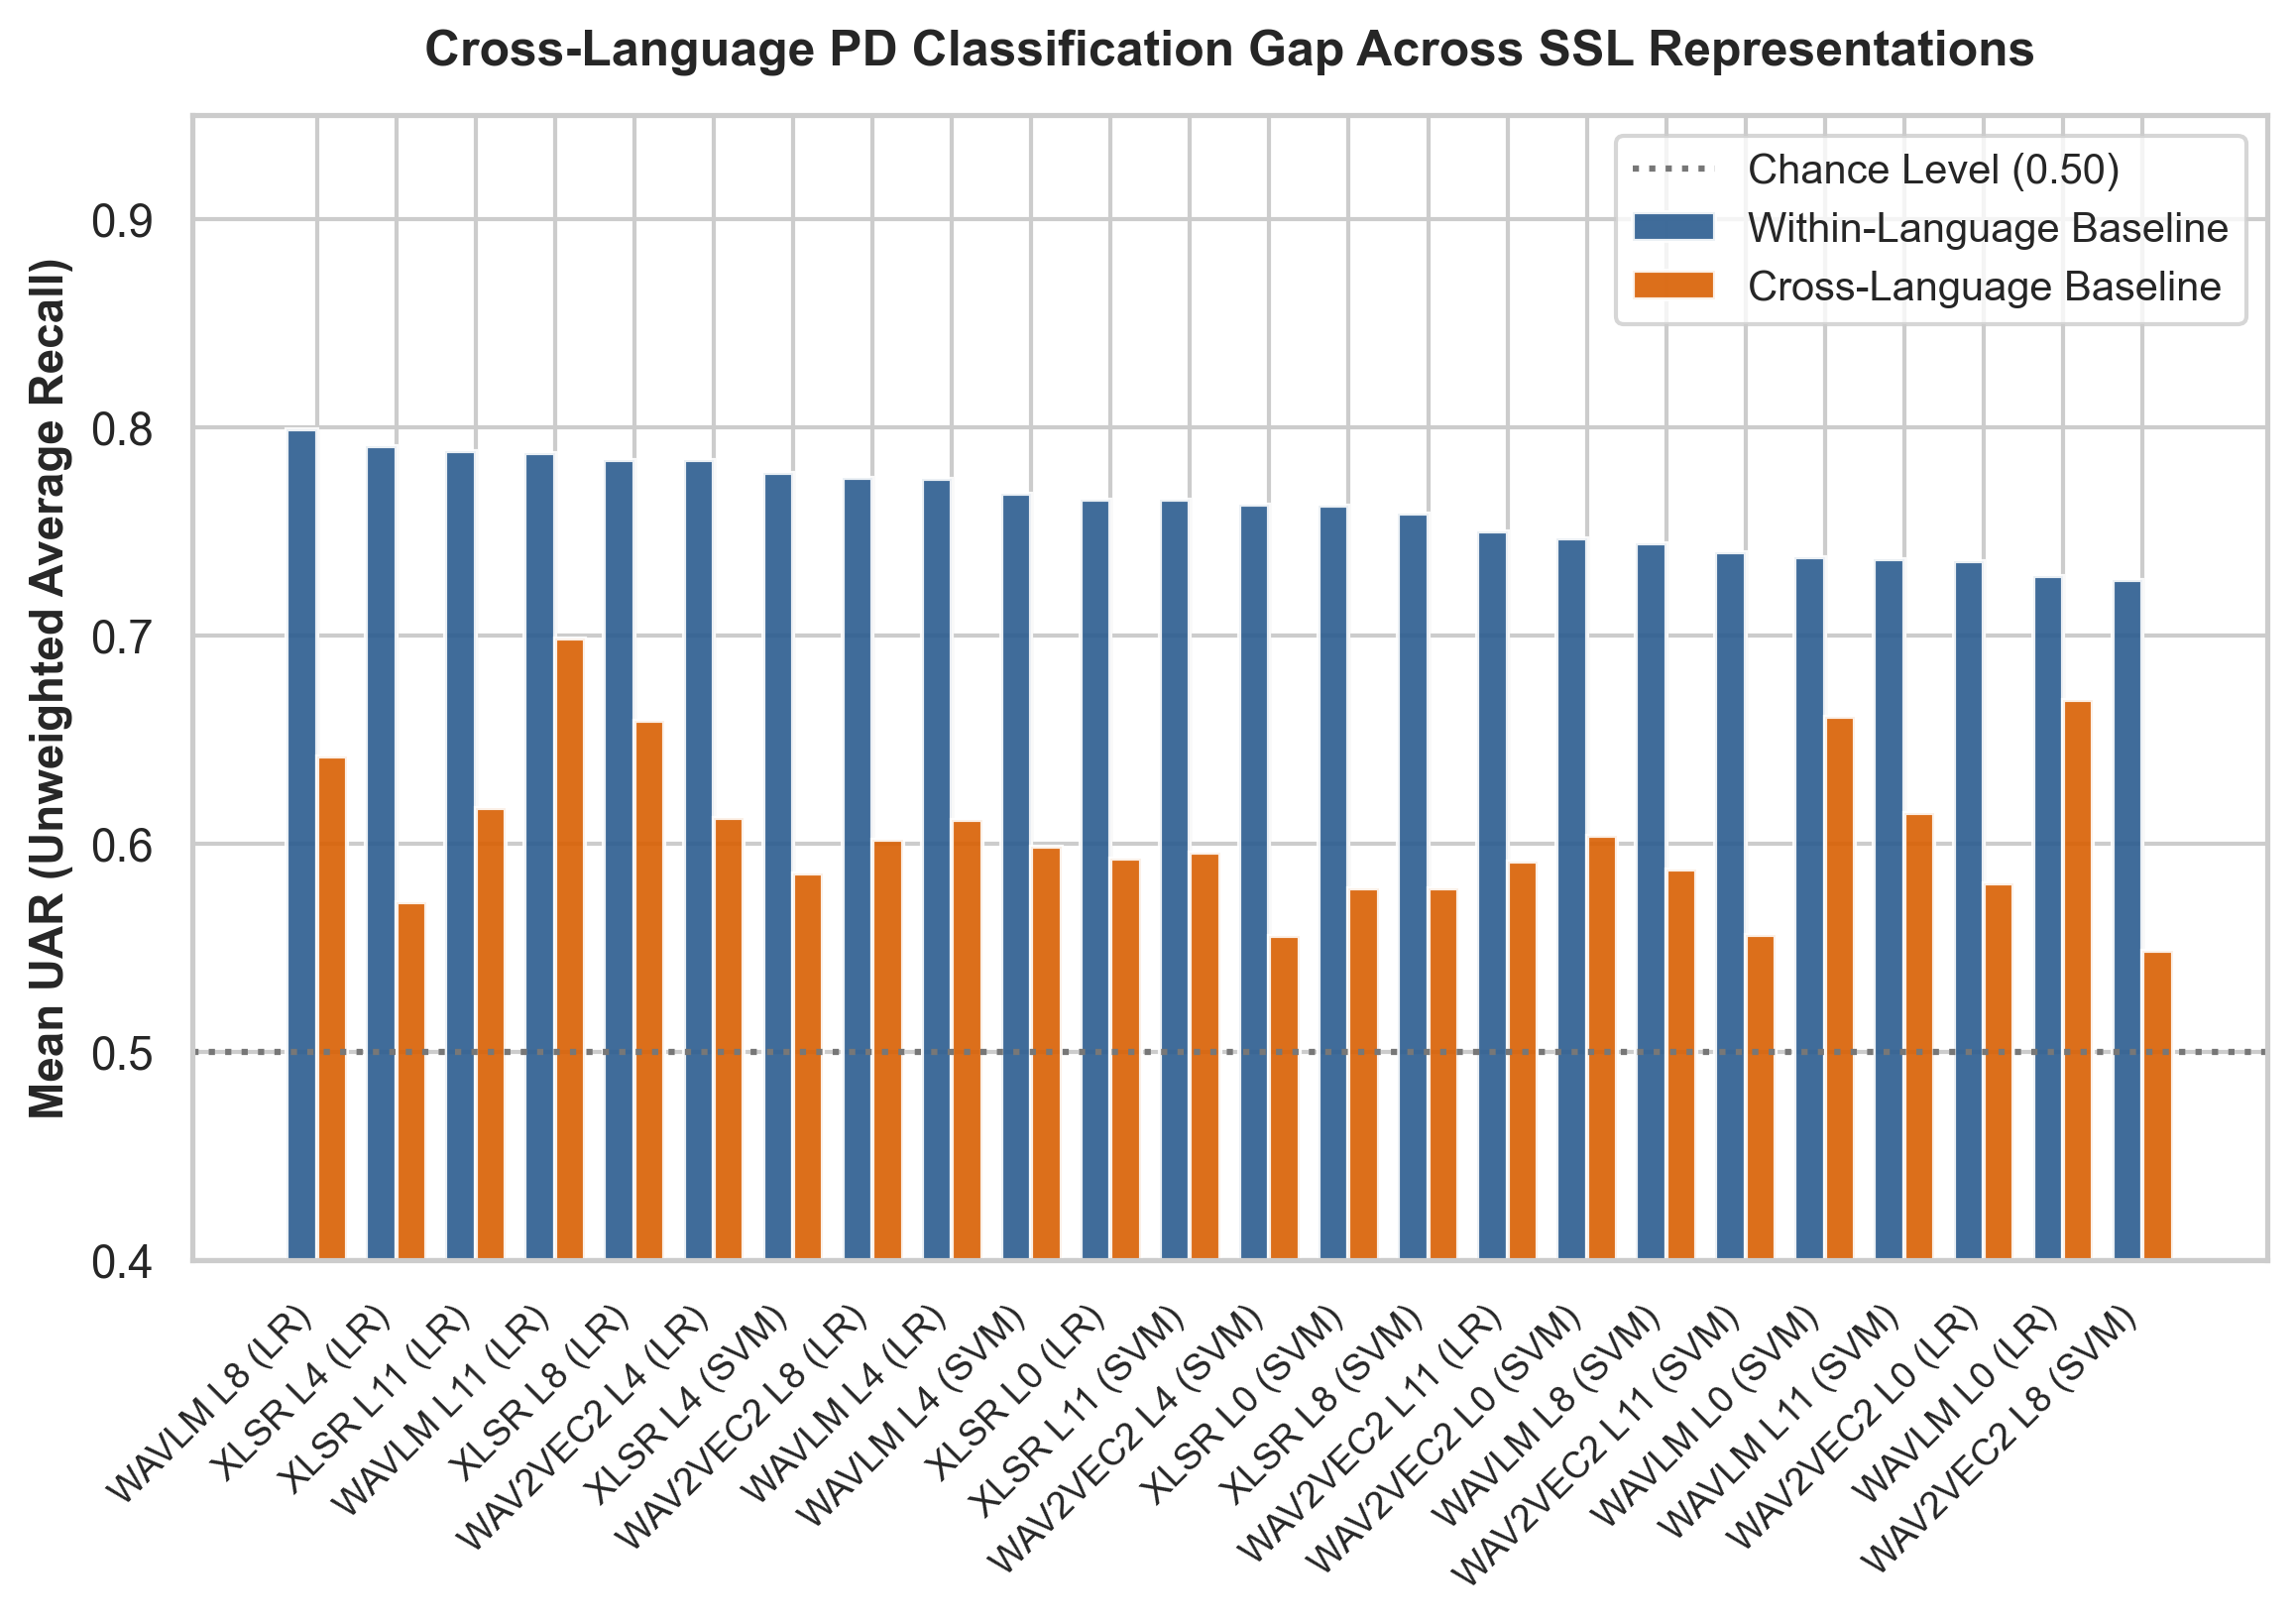 Cross-Language PD Classification Gap Across SSL Representations
Chance Level (0.50)
Within-Language Baseline
Cross-Language Baseline
Mean UAR (Unweighted Average Recall)
0.9
0.8
0.7
0.6
0.5
0.4
WAVLM L8 (LR)
XLSR L4 (LR)
XLSR L11 (LR)
WAVLM L11 (LR)
XLSR L8 (LR)
WAV2VEC2 L4 (LR)
XLSR L4 (SVM)
WAV2VEC2 L8 (LR)
WAVLM L4 (LR)
WAVLM L4 (SVM)
XLSR L0 (LR)
XLSR L11 (SVM)
WAV2VEC2 L4 (SVM)
XLSR L0 (SVM)
XLSR L8 (SVM)
WAV2VEC2 L11 (LR)
WAV2VEC2 L0 (SVM)
WAVLM L8 (SVM)
WAV2VEC2 L11 (SVM)
WAVLM L0 (SVM)
WAVLM L11 (SVM)
WAV2VEC2 L0 (LR)
WAVLM L0 (LR)
WAV2VEC2 L8 (SVM)